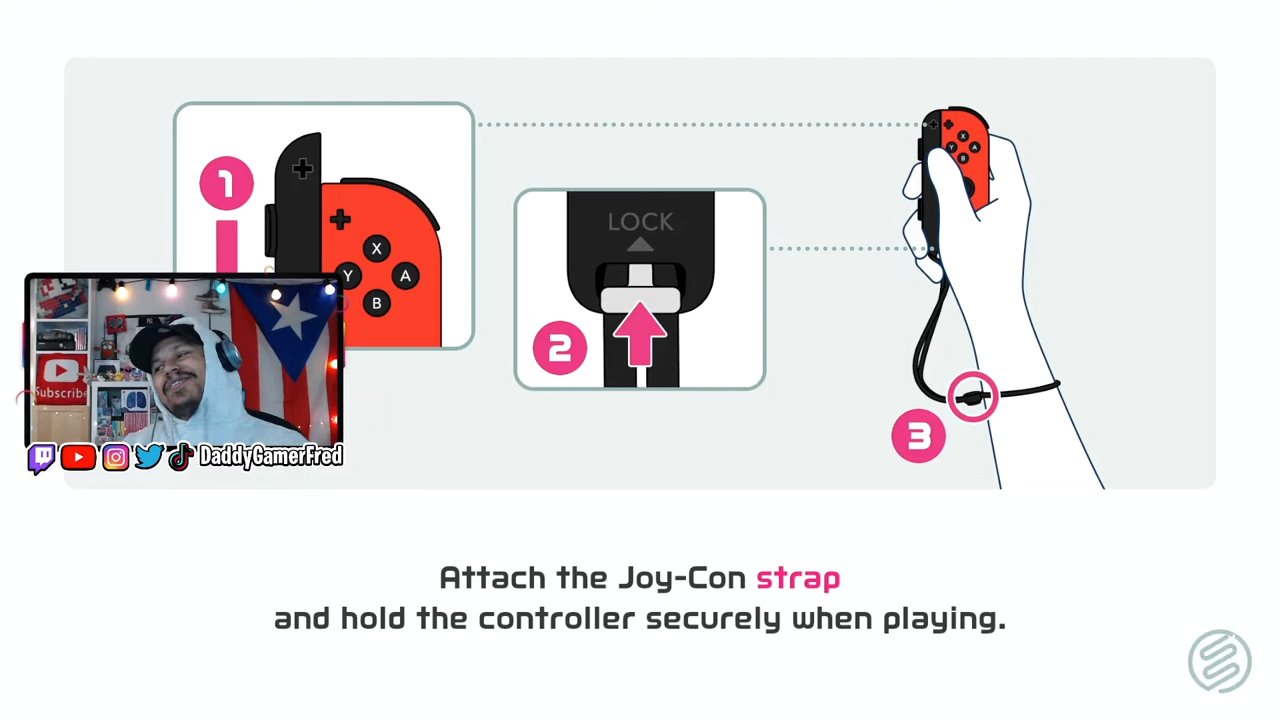 1
X
Y
A
B
LOCK
2
X
Y
A
B
3
Subscribe
DaddyGamerFred
Attach the Joy-Con strap
and hold the controller securely when playing.